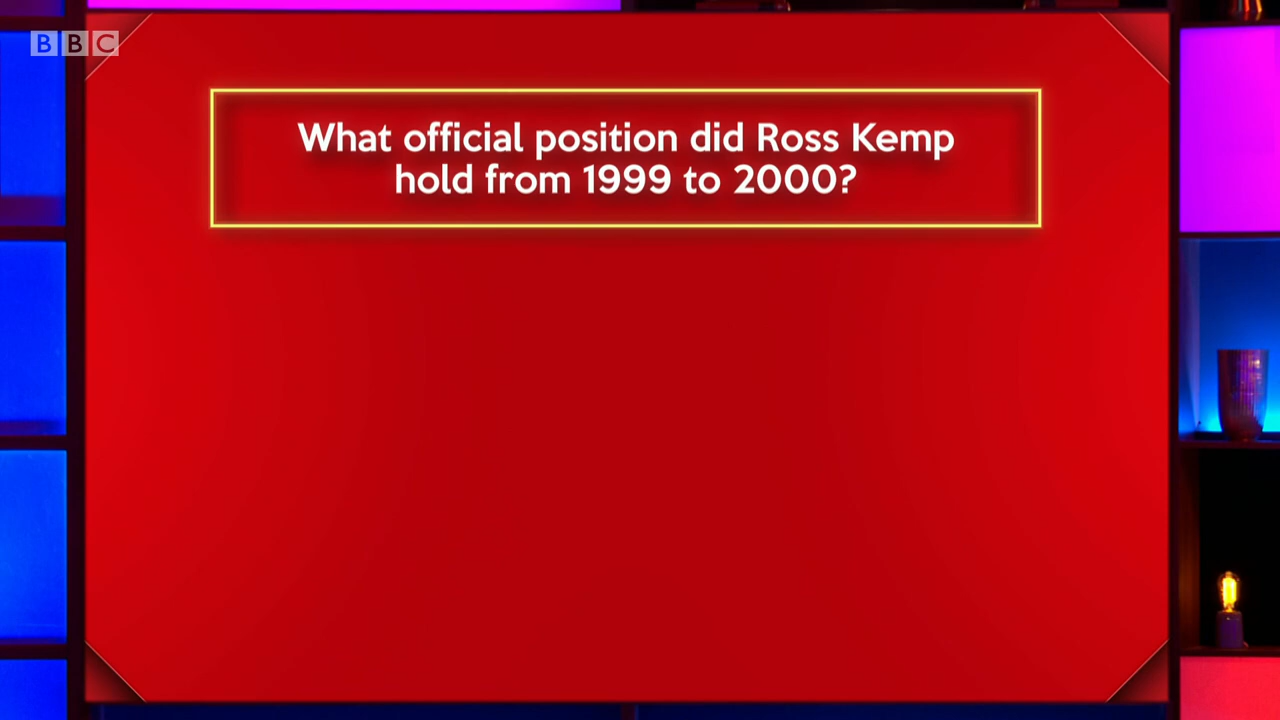 BBC
What official position did Ross Kemp
hold from 1999 to 2000?